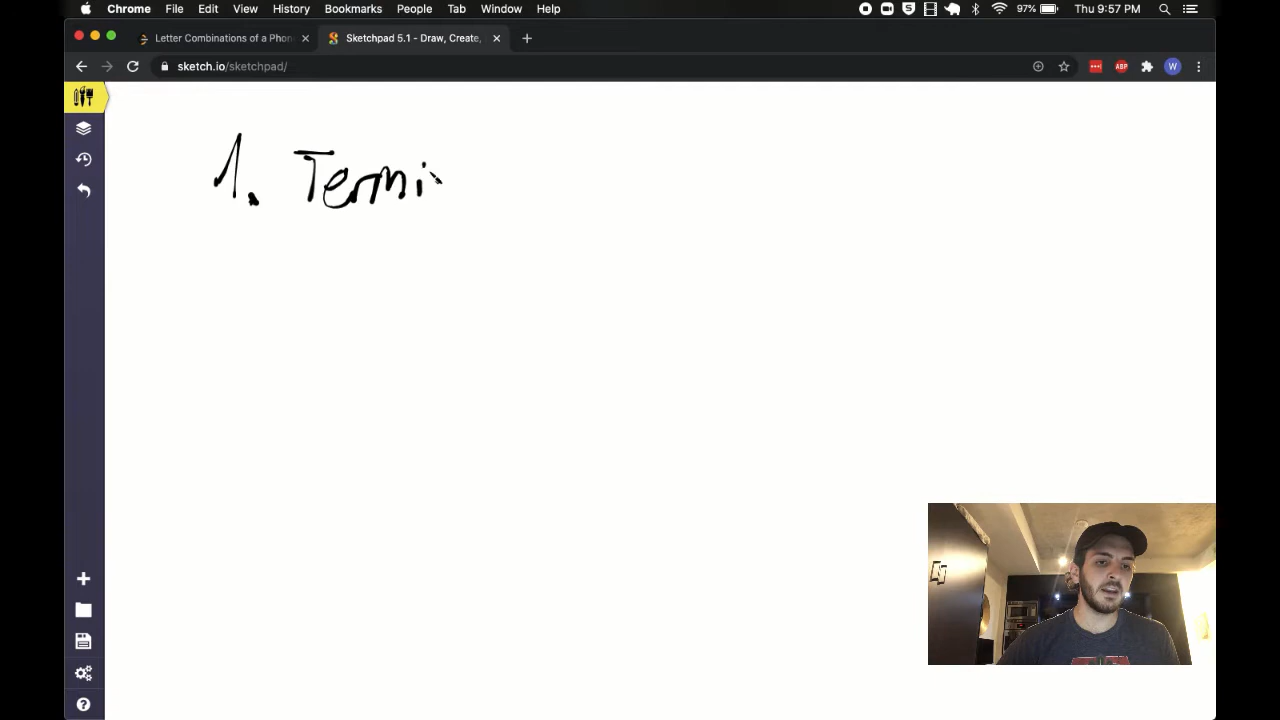 Chrome File Edit View History Bookmarks People Tab Window Help 97% Thu 9:57 PM
Letter Combinations of a Phon Sketchpad 5.1 - Draw, Create,
sketch.io/sketchpad/ ABP W
1. Termi